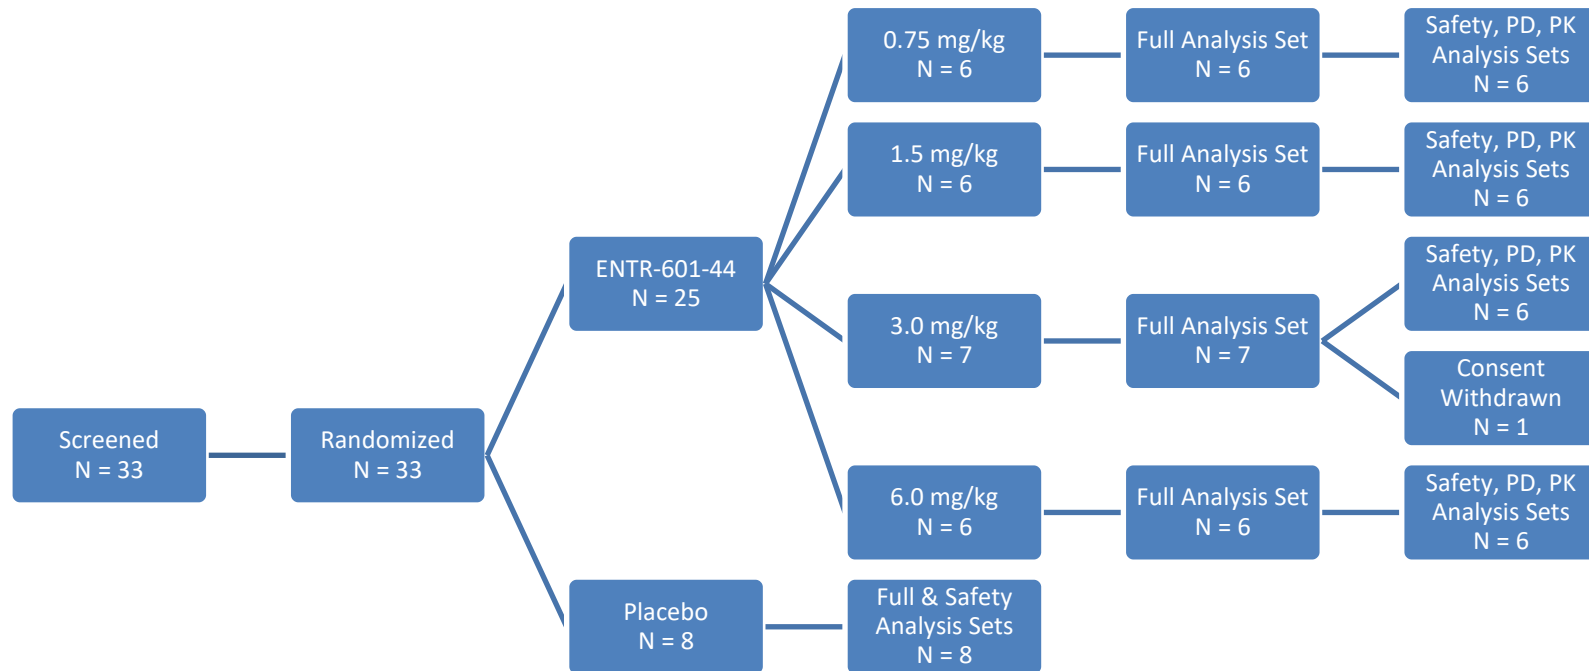 Screened
N = 33
Randomized
N = 33
ENTR-601-44
N = 25
Placebo
N = 8
0.75 mg/kg
N = 6
Full Analysis Set
N = 6
Safety, PD, PK
Analysis Sets
N = 6
1.5 mg/kg
N = 6
Full Analysis Set
N = 6
Safety, PD, PK
Analysis Sets
N = 6
3.0 mg/kg
N = 7
Full Analysis Set
N = 7
Safety, PD, PK
Analysis Sets
N = 6
Consent
Withdrawn
N = 1
6.0 mg/kg
N = 6
Full Analysis Set
N = 6
Safety, PD, PK
Analysis Sets
N = 6
Full & Safety
Analysis Sets
N = 8